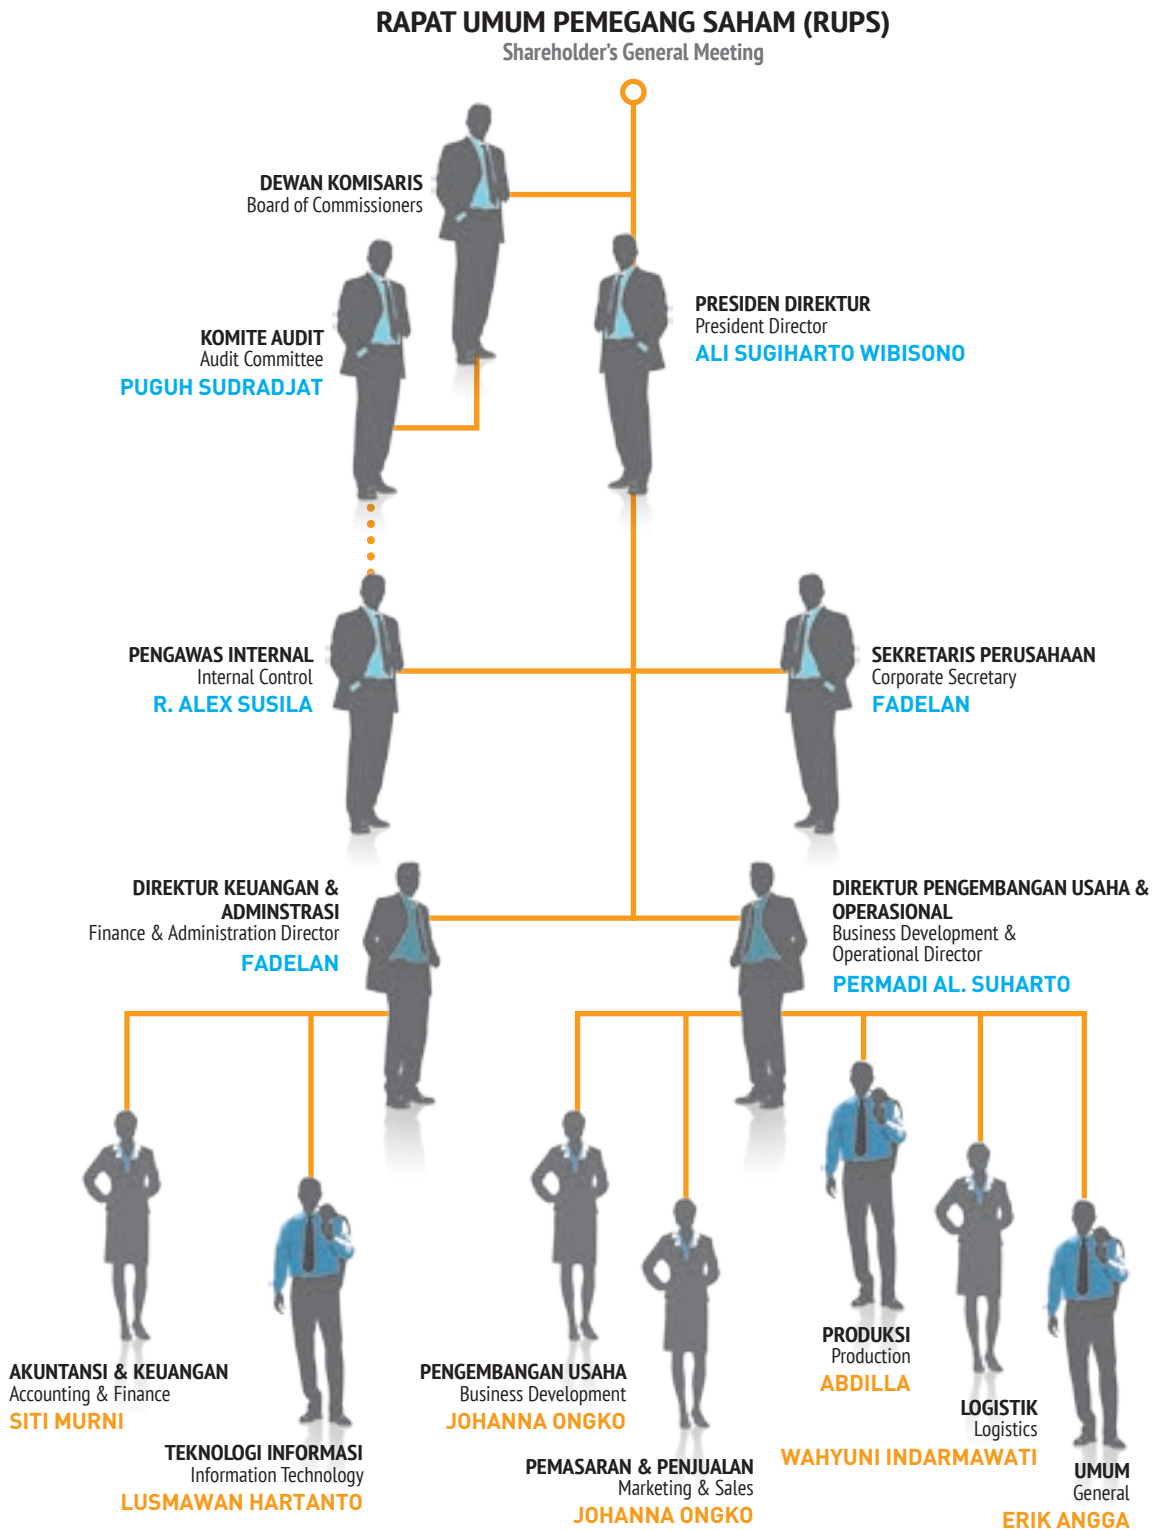 RAPAT UMUM PEMEGANG SAHAM (RUPS)
Shareholder's General Meeting
DEWAN KOMISARIS
Board of Commissioners
PRESIDEN DIREKTUR
President Director
ALI SUGIHARTO WIBISONO
KOMITE AUDIT
Audit Committee
PUGUH SUDRADJAT
PENGAWAS INTERNAL
Internal Control
R. ALEX SUSILA
SEKRETARIS PERUSAHAAN
Corporate Secretary
FADELAN
DIREKTUR KEUANGAN &
ADMINSTRASI
Finance & Administration Director
FADELAN
DIREKTUR PENGEMBANGAN USAHA &
OPERASIONAL
Business Development &
Operational Director
PERMADI AL. SUHARTO
AKUNTANSI & KEUANGAN
Accounting & Finance
SITI MURNI
TEKNOLOGI INFORMASI
Information Technology
LUSMAWAN HARTANTO
PENGEMBANGAN USAHA
Business Development
JOHANNA ONGKO
PEMASARAN & PENJUALAN
Marketing & Sales
JOHANNA ONGKO
PRODUKSI
Production
ABDILLA
LOGISTIK
Logistics
WAHYUNI INDARMAWATI
UMUM
General
ERIK ANGGA